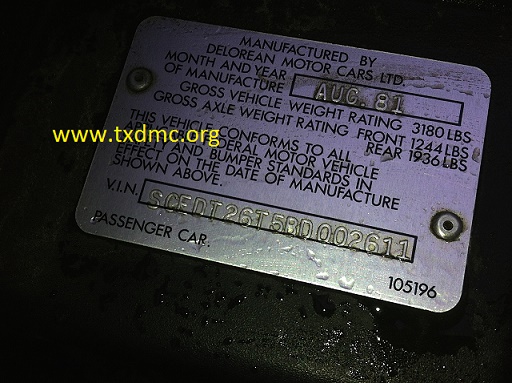 MANUFACTURED BY
DELOREAN MOTOR CARS LTD.
MONTH AND YEAR
OF MANUFACTURE AUG. 81
GROSS VEHICLE WEIGHT RATING 3180 LBS
GROSS AXLE WEIGHT RATING FRONT 1244 LBS
REAR 1936 LBS
THIS VEHICLE CONFORMS TO ALL
FEDERAL MOTOR VEHICLE
AND BUMPER STANDARDS IN
EFFECT ON THE DATE OF MANUFACTURE
SHOWN ABOVE.
V.I.N. SCEDT26T5BD002611
PASSENGER CAR.
105196
www.txdmc.org